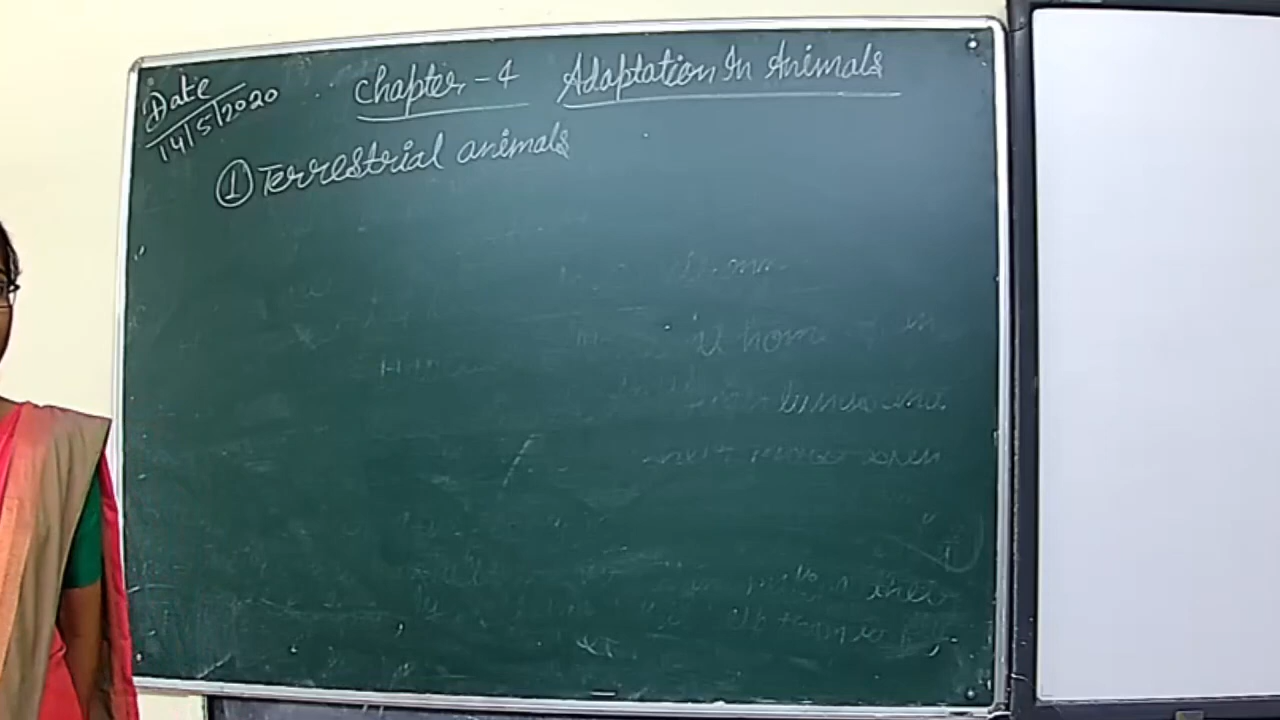 Date
14/5/2020
Chapter - 4 Adaptation In Animals
① Terrestrial animals